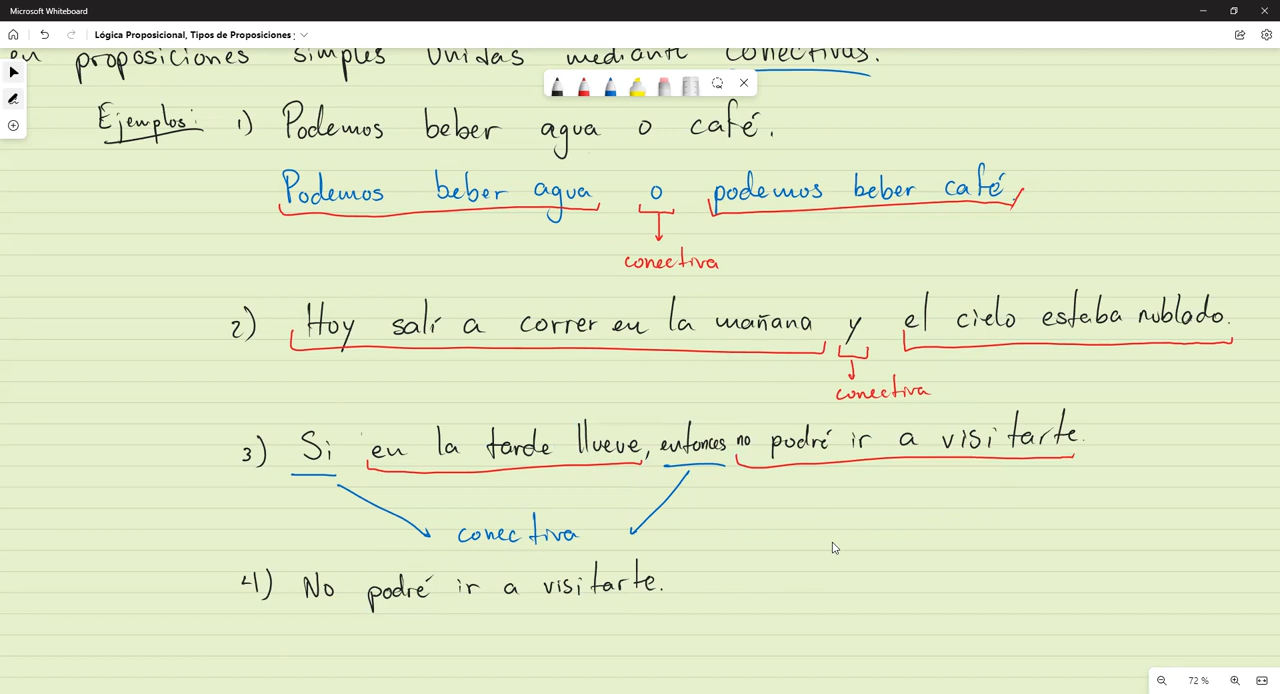 Microsoft Whiteboard
Lógica Proposicional, Tipos de Proposiciones
en proposiciones simples unidas mediante conectivas.
Ejemplos: 1) Podemos beber agua o café.
Podemos beber agua o podemos beber café
conectiva
2) Hoy salí a correr en la mañana y el cielo estaba nublado.
conectiva
3) Si en la tarde llueve, entonces no podré ir a visitarte.
conectiva
4) No podré ir a visitarte.
72 %